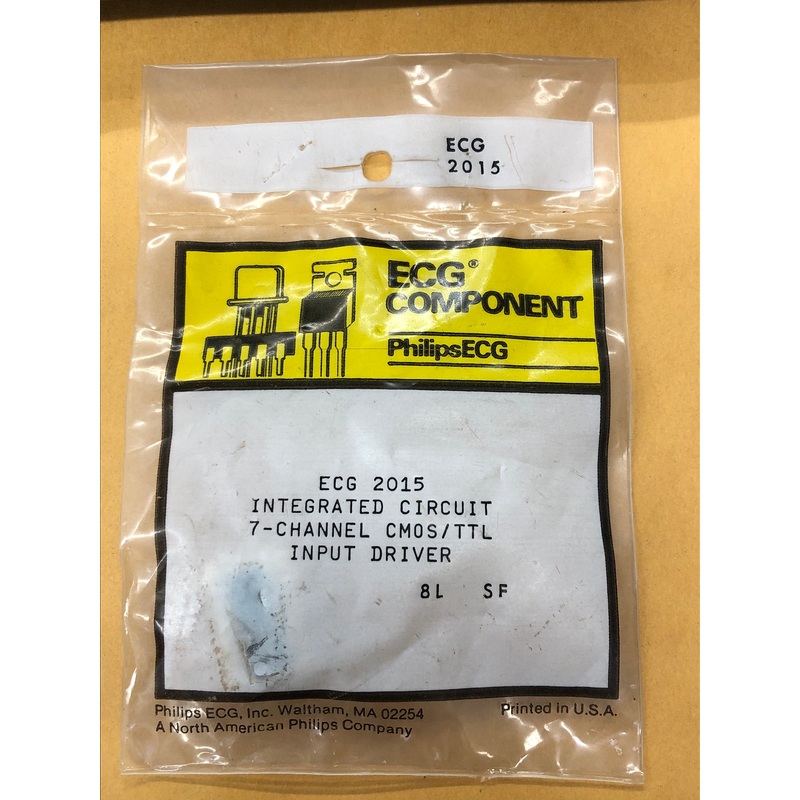 ECG
2015
ECG®
COMPONENT
PhilipsECG
ECG 2015
INTEGRATED CIRCUIT
7-CHANNEL CMOS/TTL
INPUT DRIVER
8L SF
Philips ECG, Inc. Waltham, MA 02254 Printed in U.S.A.
A North American Philips Company